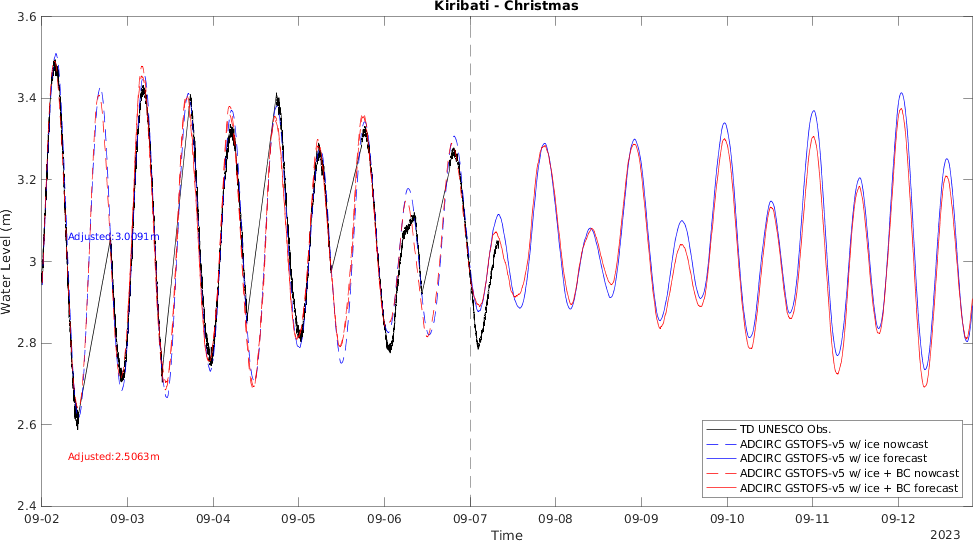 Kiribati - Christmas
3.6
3.4
3.2
3
2.8
2.6
2.4
Water Level (m)
Adjusted:3.0091m
Adjusted:2.5063m
TD UNESCO Obs.
ADCIRC GSTOFS-v5 w/ ice nowcast
ADCIRC GSTOFS-v5 w/ ice forecast
ADCIRC GSTOFS-v5 w/ ice + BC nowcast
ADCIRC GSTOFS-v5 w/ ice + BC forecast
09-02 09-03 09-04 09-05 09-06 09-07 09-08 09-09 09-10 09-11 09-12
Time
2023